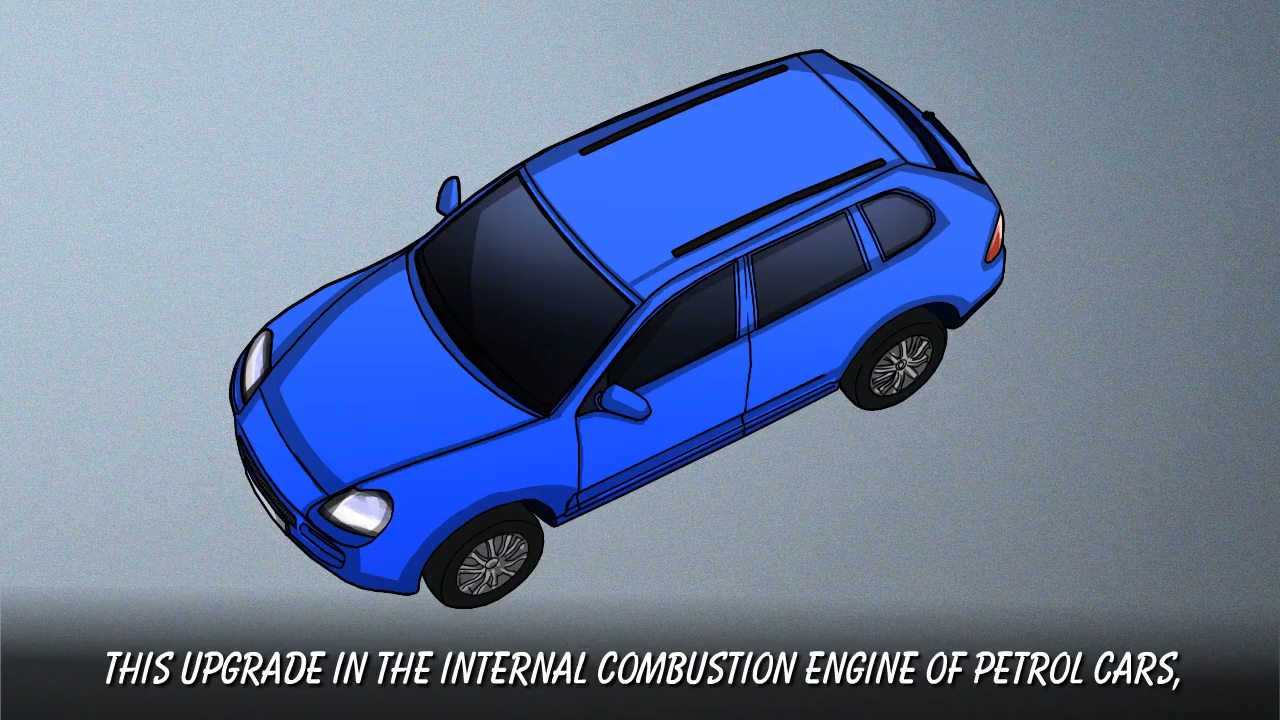 THIS UPGRADE IN THE INTERNAL COMBUSTION ENGINE OF PETROL CARS,